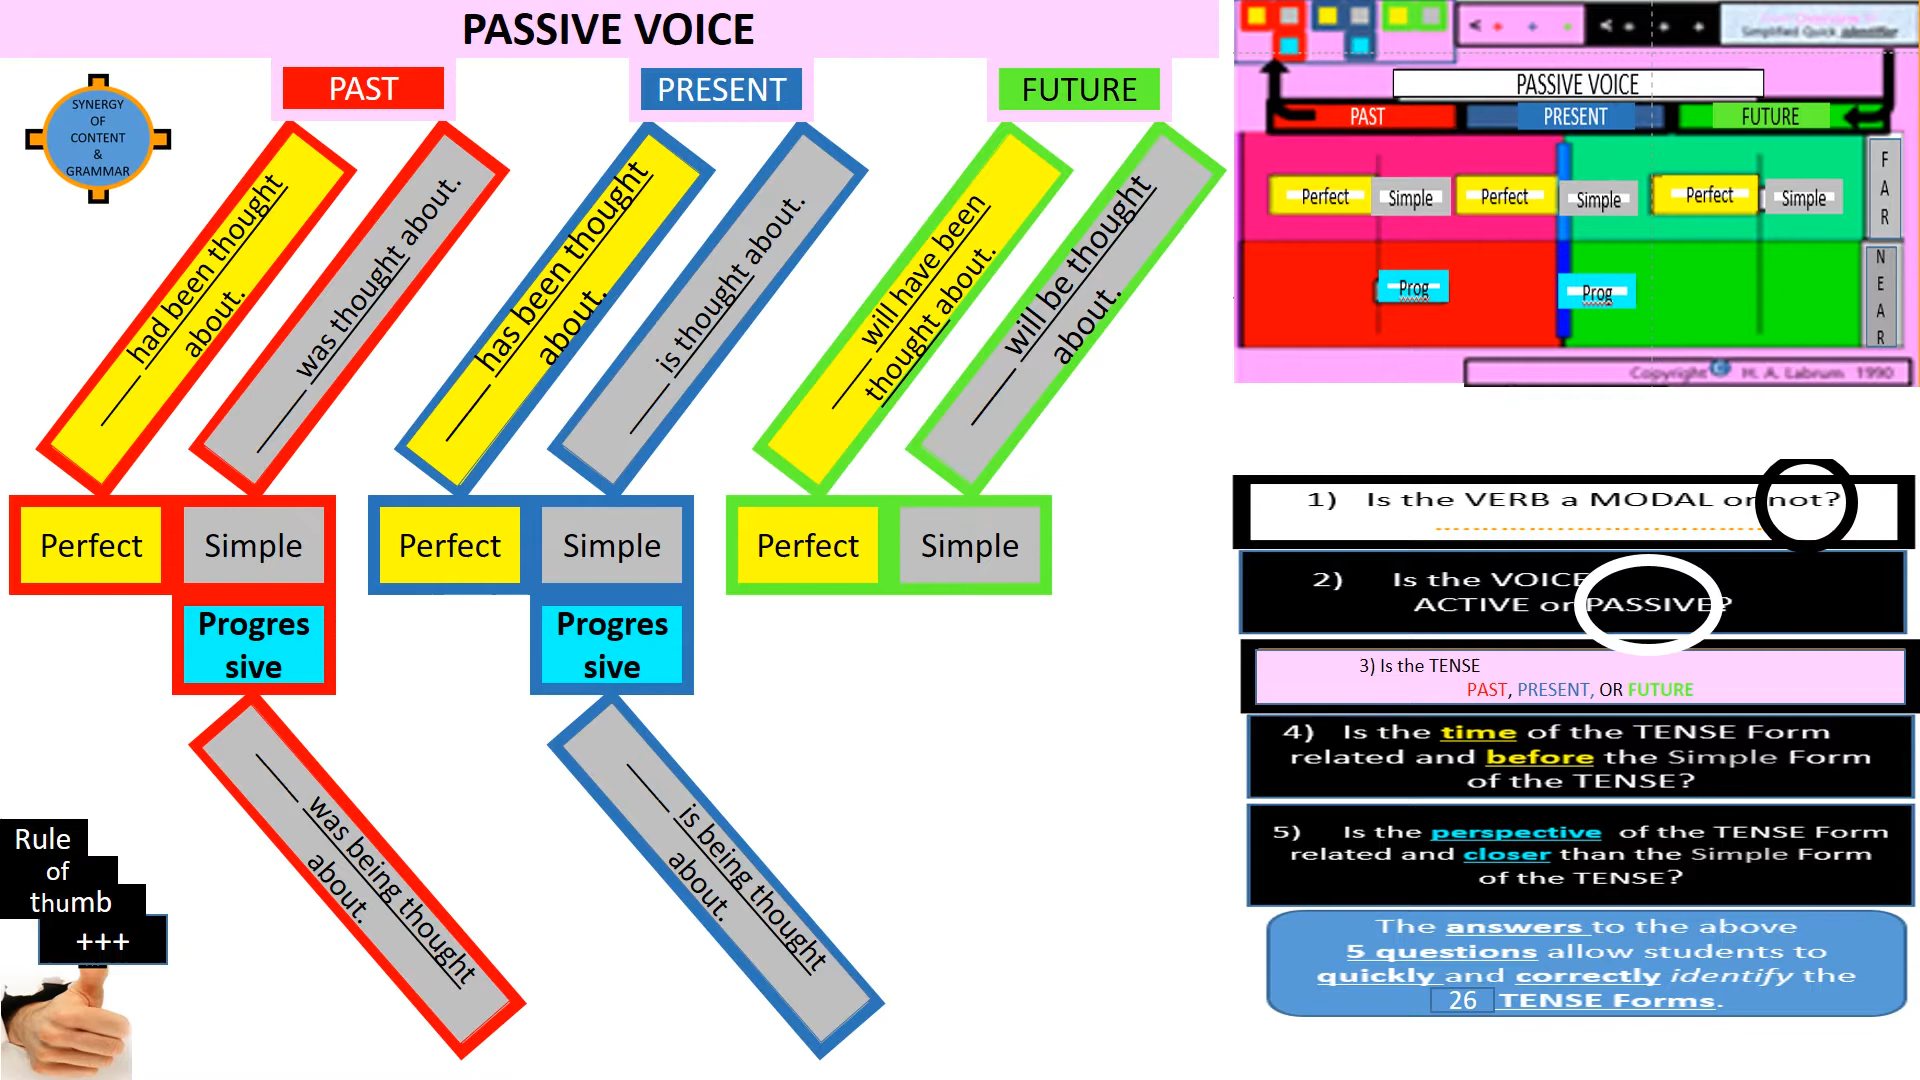 PASSIVE VOICE
PAST
PRESENT
FUTURE
SYNERGY
OF
CONTENT
&
GRAMMAR
___ had been thought
about.
___ was thought about.
___ has been thought
about.
___ is thought about.
___ will have been
thought about.
___ will be thought
about.
Perfect
Simple
Perfect
Simple
Perfect
Simple
Progres
sive
Progres
sive
___ was being thought
about.
___ is being thought
about.
Rule
of
thumb
+++
< + + +
< + + +
Simplified Quick identifier
PASSIVE VOICE
PAST
PRESENT
FUTURE
Perfect
Simple
Perfect
Simple
Perfect
Simple
F
A
R
Prog
Prog
N
E
A
R
Copyright © H. A. Labrum 1990
1) Is the VERB a MODAL or not?
2) Is the VOICE
ACTIVE or PASSIVE?
3) Is the TENSE
PAST, PRESENT, OR FUTURE
4) Is the time of the TENSE Form
related and before the Simple Form
of the TENSE?
5) Is the perspective of the TENSE Form
related and closer than the Simple Form
of the TENSE?
The answers to the above
5 questions allow students to
quickly and correctly identify the
26 TENSE Forms.